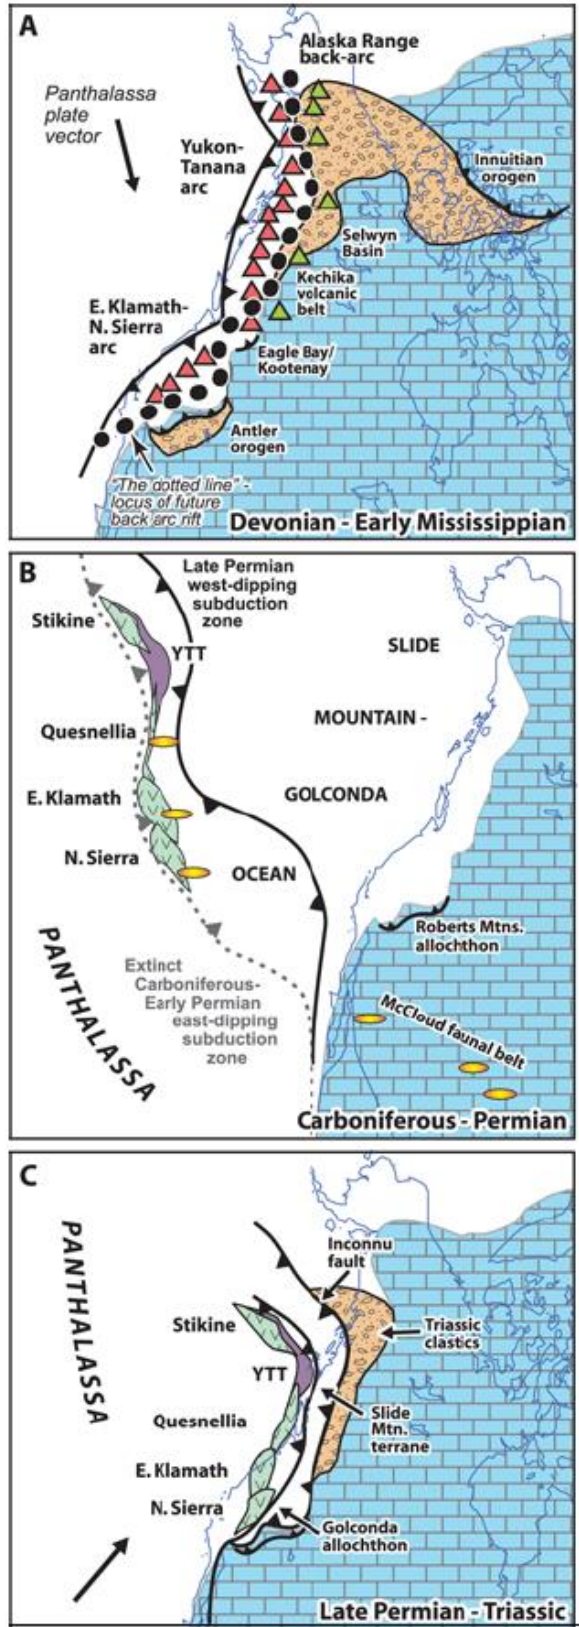 A
Alaska Range
back-arc
Panthalassa
plate
vector
Yukon-
Tanana
arc
Innuitian
orogen
Selwyn
Basin
Kechika
volcanic
belt
E. Klamath-
N. Sierra
arc
Eagle Bay/
Kootenay
Antler
orogen
"The dotted line" -
locus of future
back arc rift
Devonian - Early Mississippian
B
Late Permian
west-dipping
subduction
zone
Stikine
YTT
SLIDE
MOUNTAIN -
Quesnellia
GOLCONDA
E. Klamath
N. Sierra
OCEAN
Roberts Mtns.
allochthon
PANTHALASSA
Extinct
Carboniferous-
Early Permian
east-dipping
subduction
zone
McCloud faunal belt
Carboniferous - Permian
C
PANTHALASSA
Inconnu
fault
Stikine
Triassic
clastics
YTT
Slide
Mtn.
terrane
Quesnellia
E. Klamath
N. Sierra
Golconda
allochthon
Late Permian - Triassic